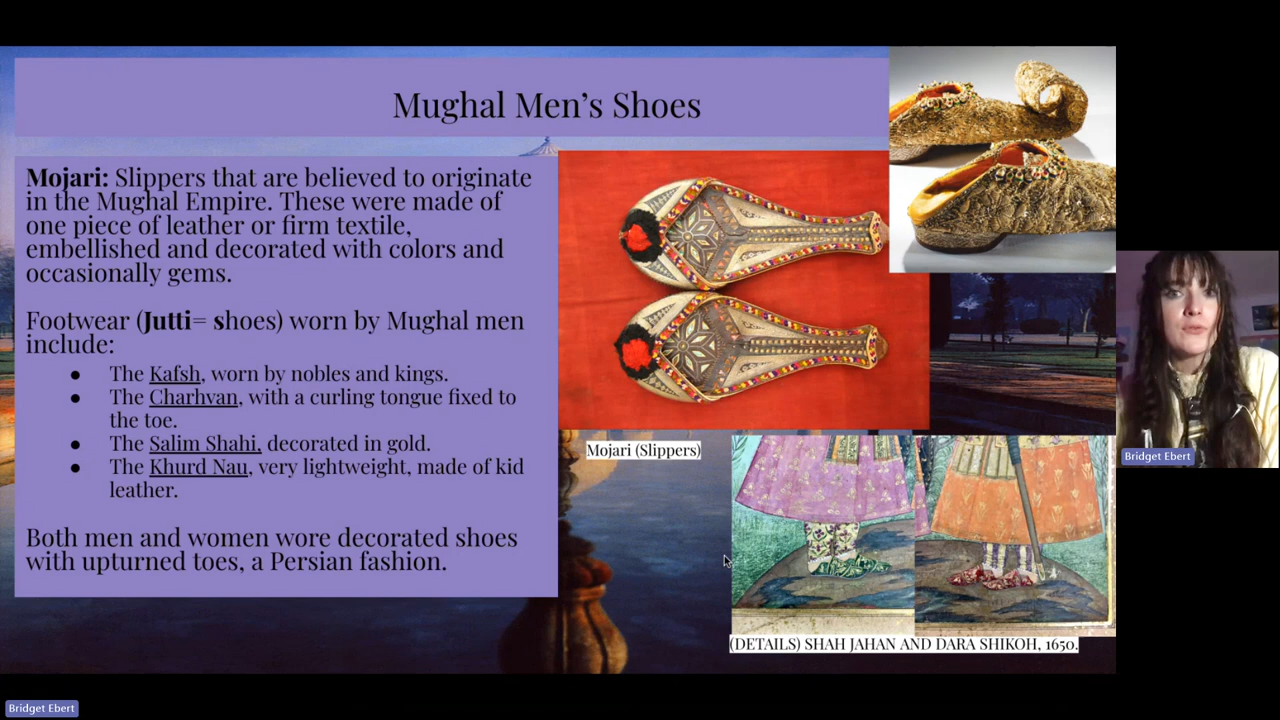 Mughal Men's Shoes
Mojari: Slippers that are believed to originate
in the Mughal Empire. These were made of
one piece of leather or firm textile,
embellished and decorated with colors and
occasionally gems.
Footwear (Jutti= shoes) worn by Mughal men
include:
● The Kafsh, worn by nobles and kings.
● The Charhvan, with a curling tongue fixed to
the toe.
● The Salim Shahi, decorated in gold.
● The Khurd Nau, very lightweight, made of kid
leather.
Both men and women wore decorated shoes
with upturned toes, a Persian fashion.
Mojari (Slippers)
(DETAILS) SHAH JAHAN AND DARA SHIKOH, 1650.
Bridget Ebert
Bridget Ebert